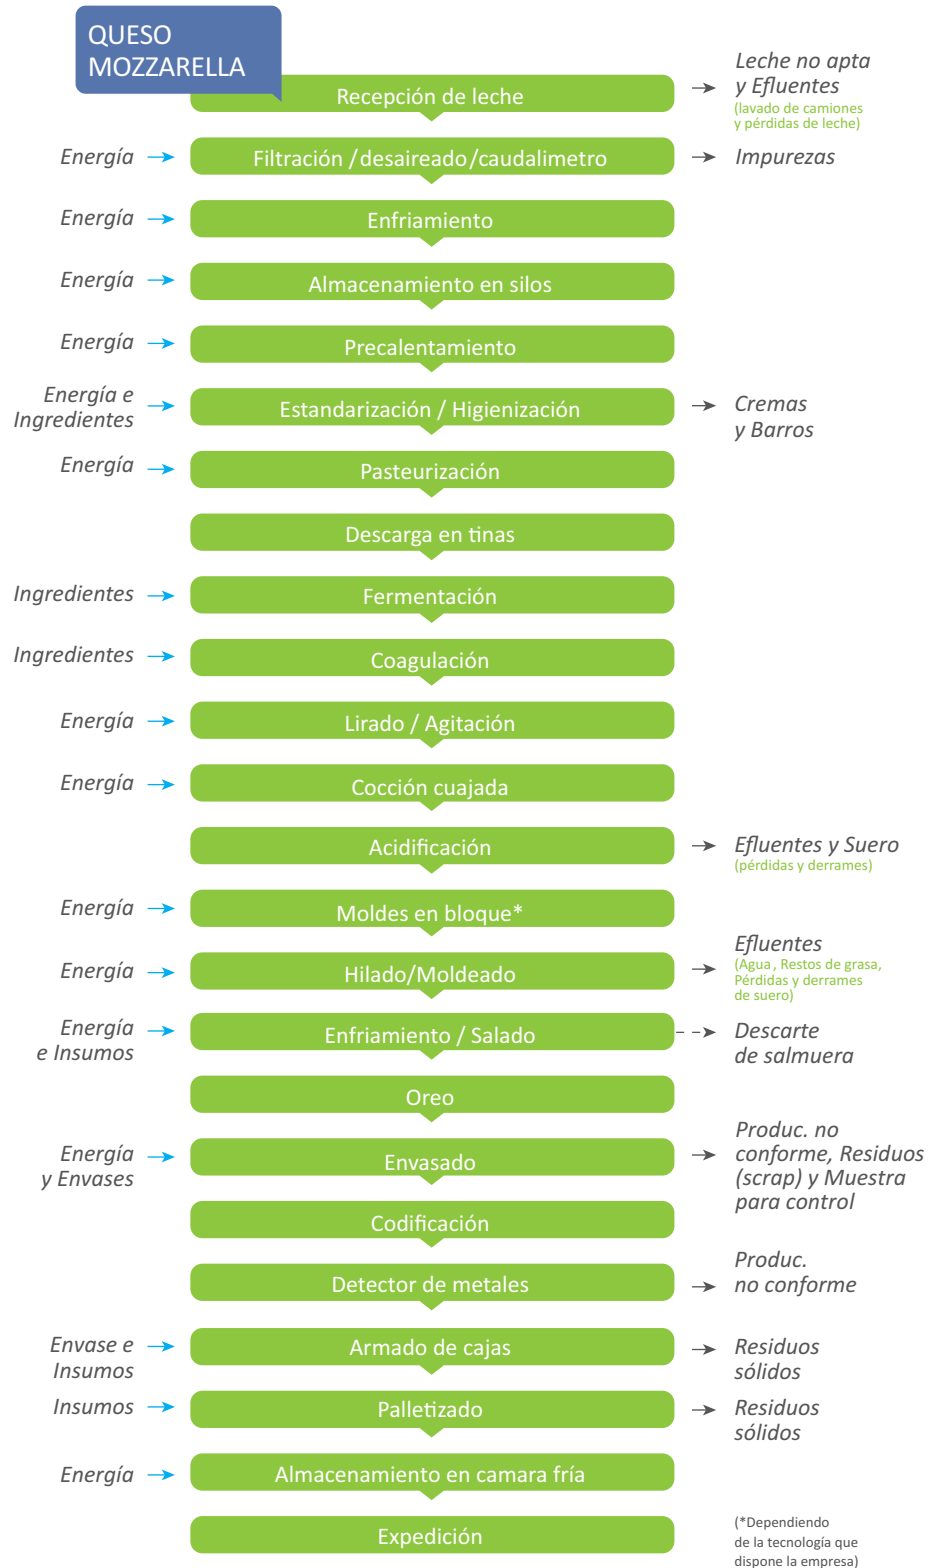 QUESO
MOZZARELLA
Recepción de leche
Leche no apta
y Efluentes
(lavado de camiones
y pérdidas de leche)
Energía
Filtración /desaireado/caudalimetro
Impurezas
Energía
Enfriamiento
Energía
Almacenamiento en silos
Energía
Precalentamiento
Energía e
Ingredientes
Estandarización / Higienización
Cremas
y Barros
Energía
Pasteurización
Descarga en tinas
Ingredientes
Fermentación
Ingredientes
Coagulación
Energía
Lirado / Agitación
Energía
Cocción cuajada
Acidificación
Efluentes y Suero
(pérdidas y derrames)
Energía
Moldes en bloque*
Energía
Hilado/Moldeado
Efluentes
(Agua, Restos de grasa,
Pérdidas y derrames
de suero)
Energía
e Insumos
Enfriamiento / Salado
Descarte
de salmuera
Oreo
Energía
y Envases
Envasado
Produc. no
conforme, Residuos
(scrap) y Muestra
para control
Codificación
Detector de metales
Produc.
no conforme
Envase e
Insumos
Armado de cajas
Residuos
sólidos
Insumos
Palletizado
Residuos
sólidos
Energía
Almacenamiento en camara fría
Expedición
(*Dependiendo
de la tecnología que
dispone la empresa)